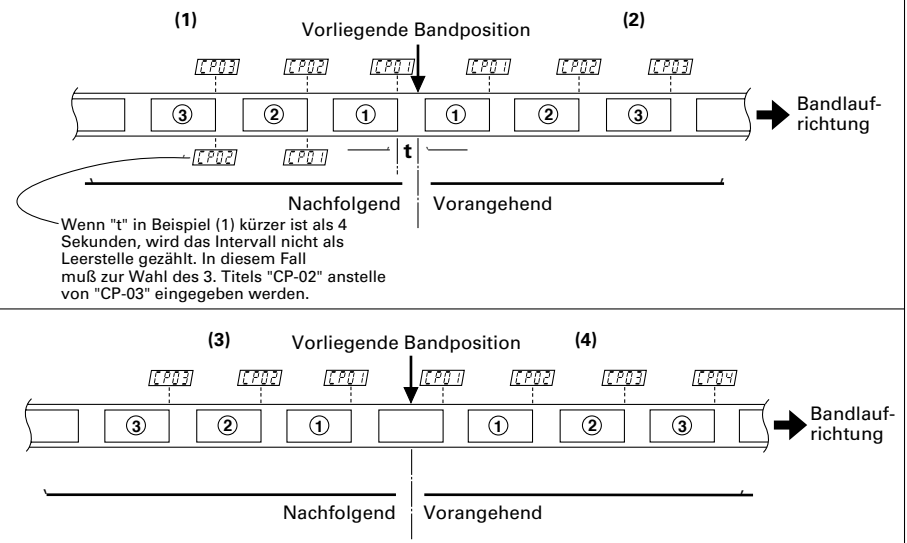 (1)
(2)
Vorliegende Bandposition
CP03 CP02 CP01 CP01 CP02 CP03
③ ② ① ① ② ③
Bandlauf-
richtung
CP02 CP01
t
Nachfolgend Vorangehend
Wenn "t" in Beispiel (1) kürzer ist als 4
Sekunden, wird das Intervall nicht als
Leerstelle gezählt. In diesem Fall
muß zur Wahl des 3. Titels "CP-02" anstelle
von "CP-03" eingegeben werden.
(3)
(4)
Vorliegende Bandposition
CP03 CP02 CP01 CP01 CP02 CP03 CP04
③ ② ① ① ② ③
Bandlauf-
richtung
Nachfolgend Vorangehend